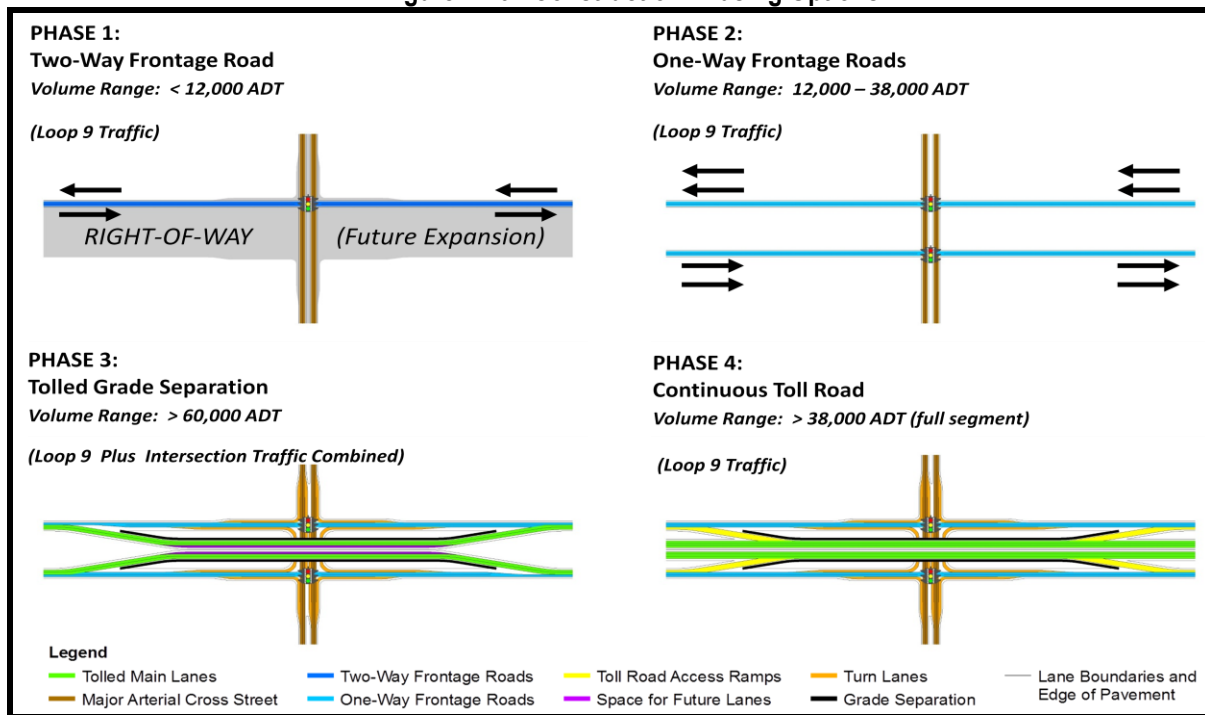 PHASE 1:
Two-Way Frontage Road
Volume Range: < 12,000 ADT
(Loop 9 Traffic)
RIGHT-OF-WAY
(Future Expansion)
PHASE 2:
One-Way Frontage Roads
Volume Range: 12,000 – 38,000 ADT
(Loop 9 Traffic)
PHASE 3:
Tolled Grade Separation
Volume Range: > 60,000 ADT
(Loop 9 Plus Intersection Traffic Combined)
PHASE 4:
Continuous Toll Road
Volume Range: > 38,000 ADT (full segment)
(Loop 9 Traffic)
Legend
Tolled Main Lanes
Two-Way Frontage Roads
Toll Road Access Ramps
Turn Lanes
Lane Boundaries and
Edge of Pavement
Major Arterial Cross Street
One-Way Frontage Roads
Space for Future Lanes
Grade Separation